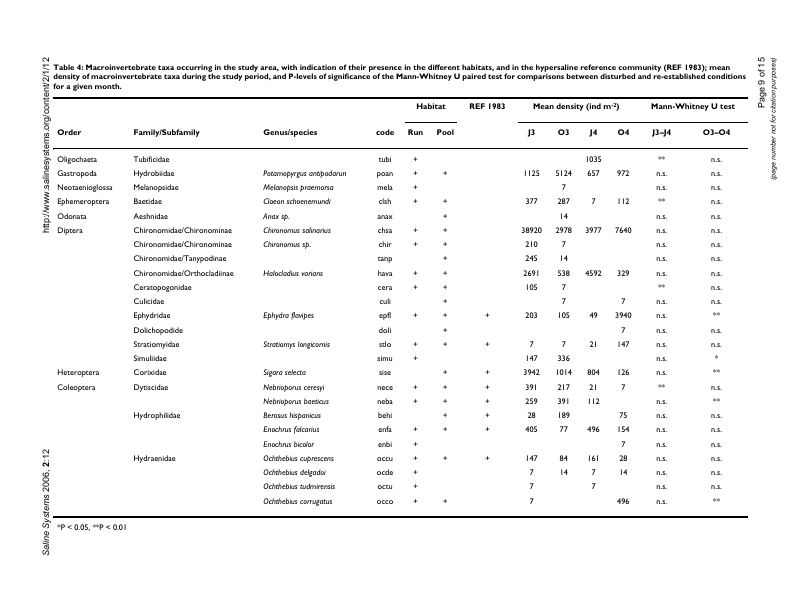 http://www.salinesystems.org/content/2/1/12
Saline Systems 2006, 2:12
Page 9 of 15
(page number not for citation purposes)
Table 4: Macroinvertebrate taxa occurring in the study area, with indication of their presence in the different habitats, and in the hypersaline reference community (REF 1983); mean
density of macroinvertebrate taxa during the study period, and P-levels of significance of the Mann-Whitney U paired test for comparisons between disturbed and re-established conditions
for a given month.
Habitat REF 1983 Mean density (ind m-2) Mann-Whitney U test
Order Family/Subfamily Genus/species code Run Pool J3 O3 J4 O4 J3–J4 O3–O4
Oligochaeta Tubificidae tubi + 1035 ** n.s.
Gastropoda Hydrobiidae Potamopyrgus antipodarun poan + + 1125 5124 657 972 n.s. n.s.
Neotaenioglossa Melanopsidae Melanopsis praemorsa mela + 7 n.s. n.s.
Ephemeroptera Baetidae Cloeon schoenemundi clsh + + 377 287 7 112 ** n.s.
Odonata Aeshnidae Anax sp. anax + 14 n.s. n.s.
Diptera Chironomidae/Chironominae Chironomus salinarius chsa + + 38920 2978 3977 7640 n.s. n.s.
Chironomidae/Chironominae Chironomus sp. chir + + 210 7 n.s. n.s.
Chironomidae/Tanypodinae tanp + 245 14 n.s. n.s.
Chironomidae/Orthocladiinae Halocladius varians hava + + 2691 538 4592 329 n.s. n.s.
Ceratopogonidae cera + + 105 7 ** n.s.
Culicidae culi + 7 7 n.s. n.s.
Ephydridae Ephydra flavipes epfl + + + 203 105 49 3940 n.s. **
Dolichopodide doli + 7 n.s. n.s.
Stratiomyidae Stratiomys longicornis stlo + + + 7 7 21 147 n.s. n.s.
Simuliidae simu + 147 336 n.s. *
Heteroptera Corixidae Sigara selecta sise + + 3942 1014 804 126 n.s. **
Coleoptera Dytiscidae Nebrioporus ceresyi nece + + + 391 217 21 7 ** n.s.
Nebrioporus baeticus neba + + + 259 391 112 n.s. **
Hydrophilidae Berosus hispanicus behi + + 28 189 75 n.s. n.s.
Enochrus falcarius enfa + + + 405 77 496 154 n.s. n.s.
Enochrus bicolor enbi + 7 n.s. n.s.
Hydraenidae Ochthebius cuprescens occu + + + 147 84 161 28 n.s. n.s.
Ochthebius delgadoi ocde + 7 14 7 14 n.s. n.s.
Ochthebius tudmirensis octu + 7 7 n.s. n.s.
Ochthebius corrugatus occo + + 7 496 n.s. **
*P < 0.05, **P < 0.01